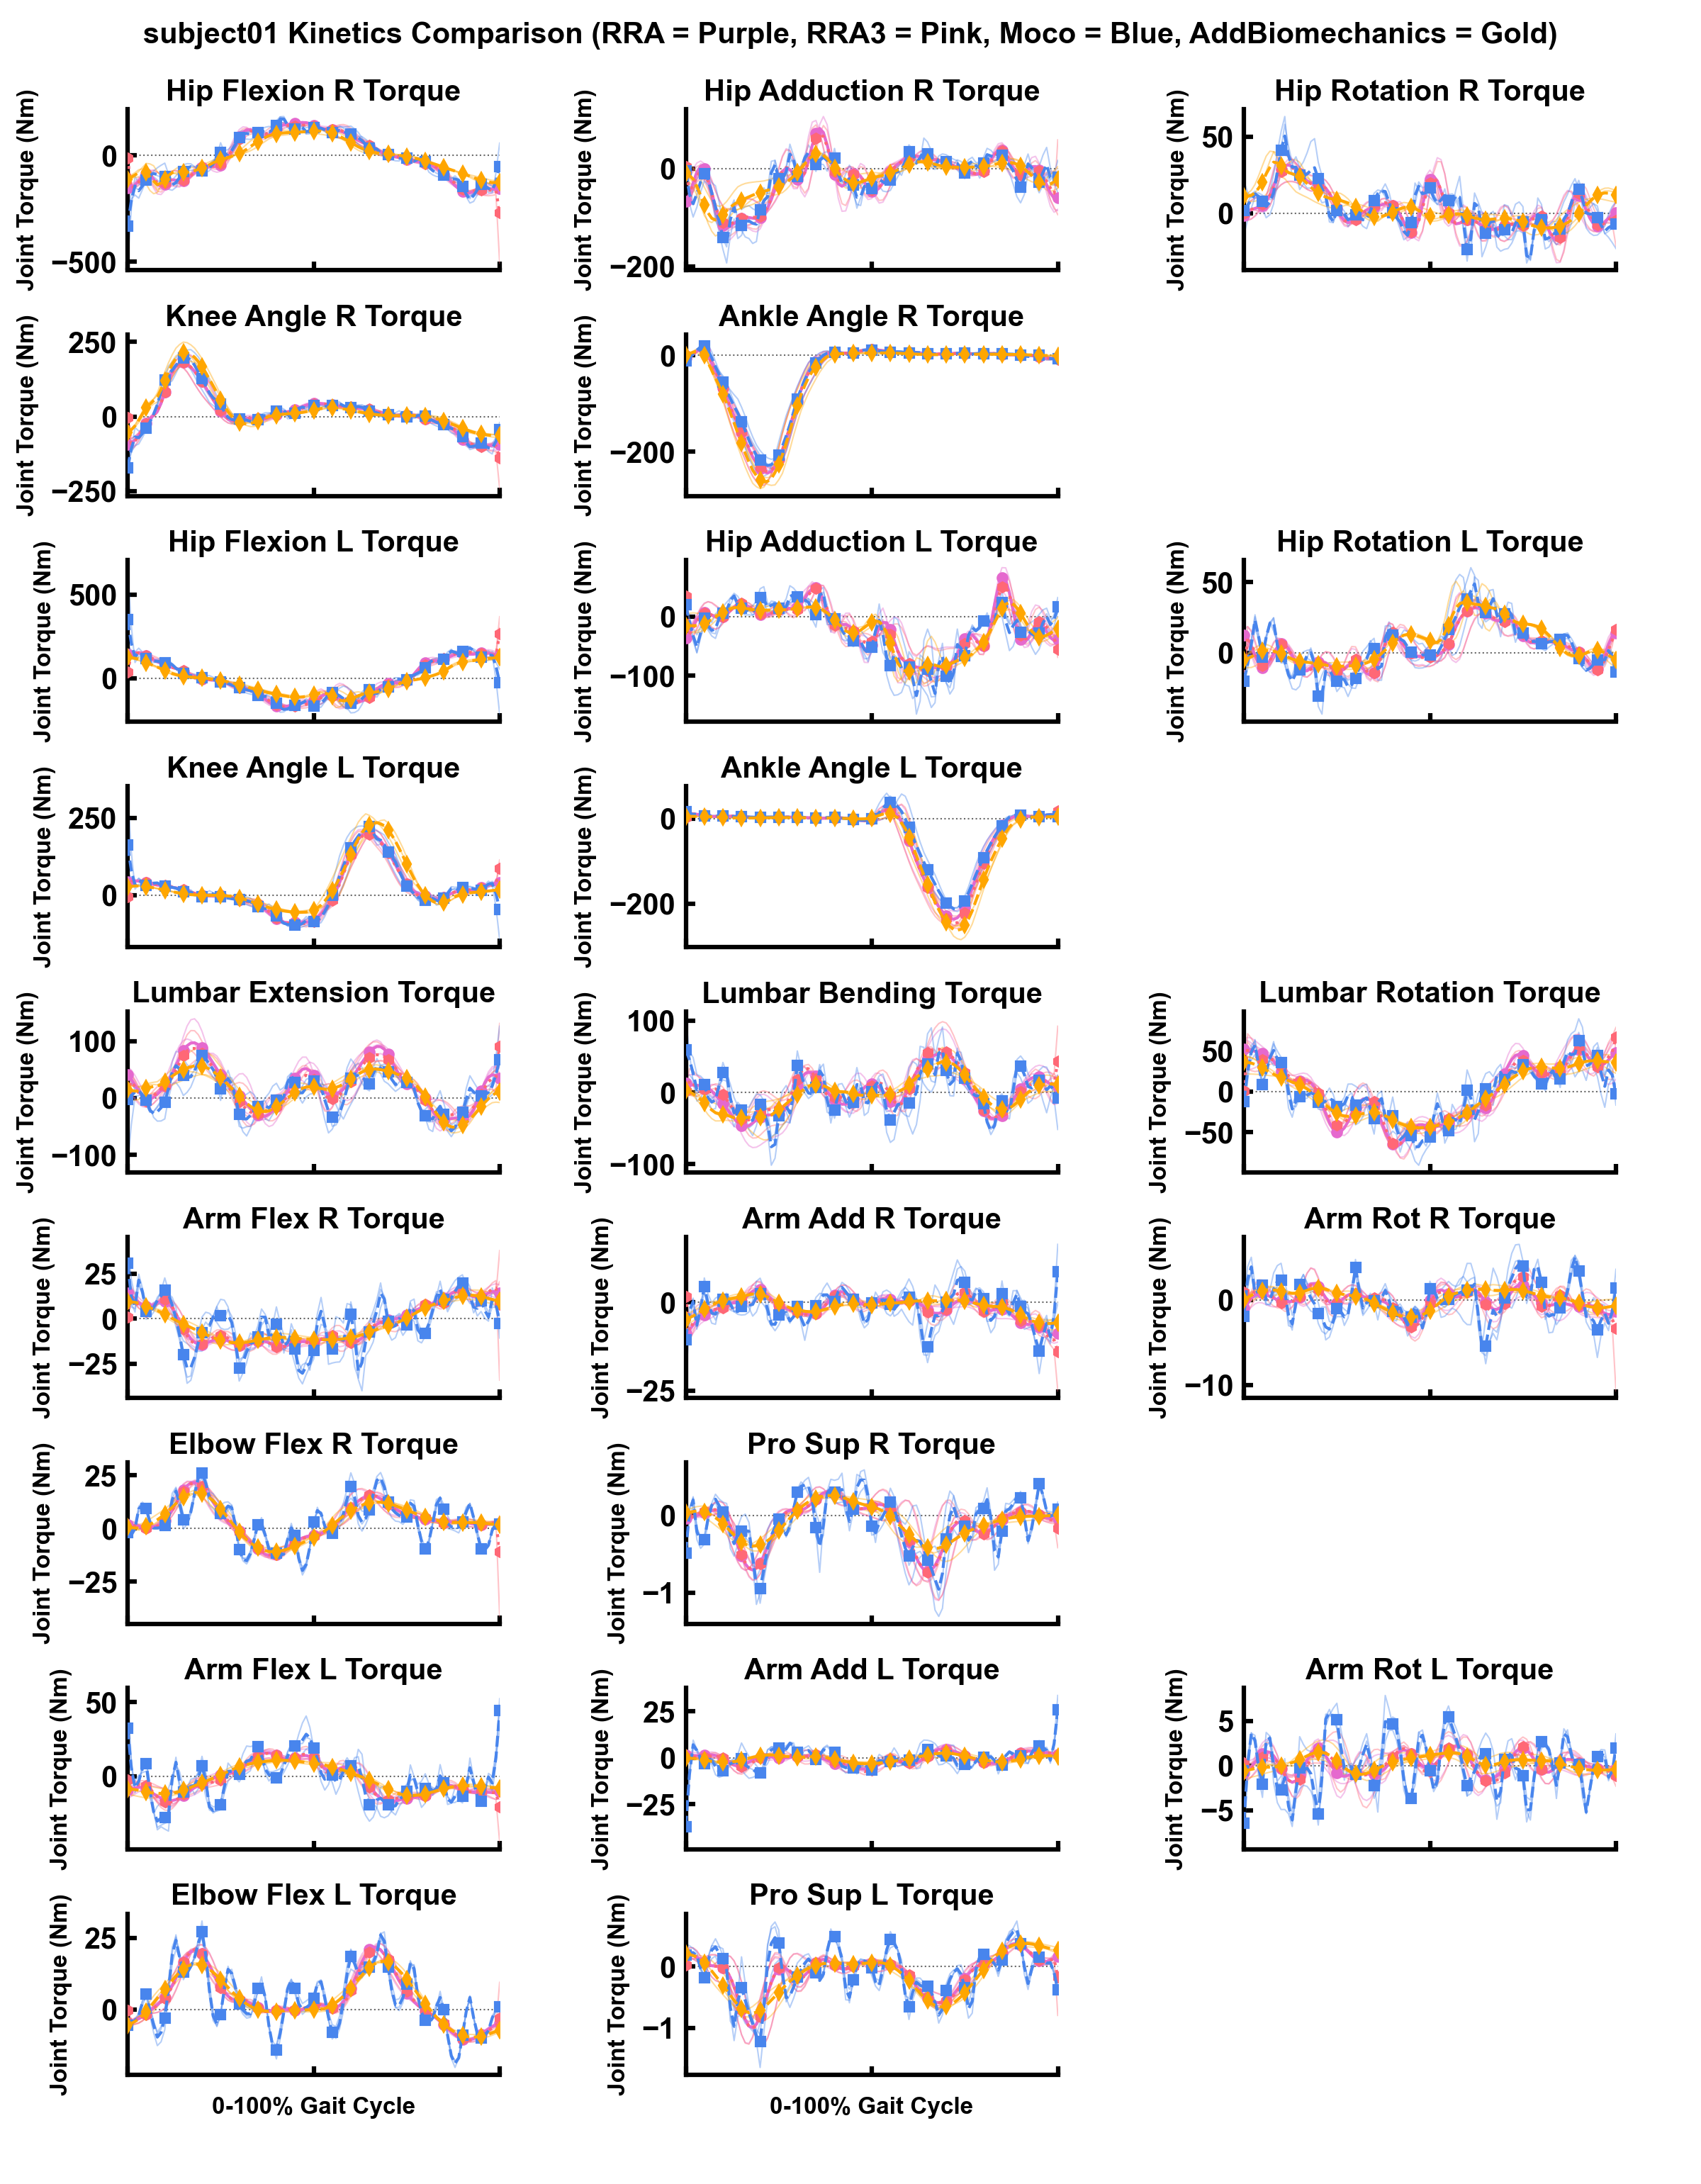 subject01 Kinetics Comparison (RRA = Purple, RRA3 = Pink, Moco = Blue, AddBiomechanics = Gold)
Hip Flexion R Torque
Joint Torque (Nm)
0
−500
Hip Adduction R Torque
Joint Torque (Nm)
0
−200
Hip Rotation R Torque
Joint Torque (Nm)
50
0
Knee Angle R Torque
Joint Torque (Nm)
250
0
−250
Ankle Angle R Torque
Joint Torque (Nm)
0
−200
Hip Flexion L Torque
Joint Torque (Nm)
500
0
Hip Adduction L Torque
Joint Torque (Nm)
0
−100
Hip Rotation L Torque
Joint Torque (Nm)
50
0
Knee Angle L Torque
Joint Torque (Nm)
250
0
Ankle Angle L Torque
Joint Torque (Nm)
0
−200
Lumbar Extension Torque
Joint Torque (Nm)
100
0
−100
Lumbar Bending Torque
Joint Torque (Nm)
100
0
−100
Lumbar Rotation Torque
Joint Torque (Nm)
50
0
−50
Arm Flex R Torque
Joint Torque (Nm)
25
0
−25
Arm Add R Torque
Joint Torque (Nm)
0
−25
Arm Rot R Torque
Joint Torque (Nm)
0
−10
Elbow Flex R Torque
Joint Torque (Nm)
25
0
−25
Pro Sup R Torque
Joint Torque (Nm)
0
−1
Arm Flex L Torque
Joint Torque (Nm)
50
0
Arm Add L Torque
Joint Torque (Nm)
25
0
−25
Arm Rot L Torque
Joint Torque (Nm)
5
0
−5
Elbow Flex L Torque
Joint Torque (Nm)
25
0
0-100% Gait Cycle
Pro Sup L Torque
Joint Torque (Nm)
0
−1
0-100% Gait Cycle